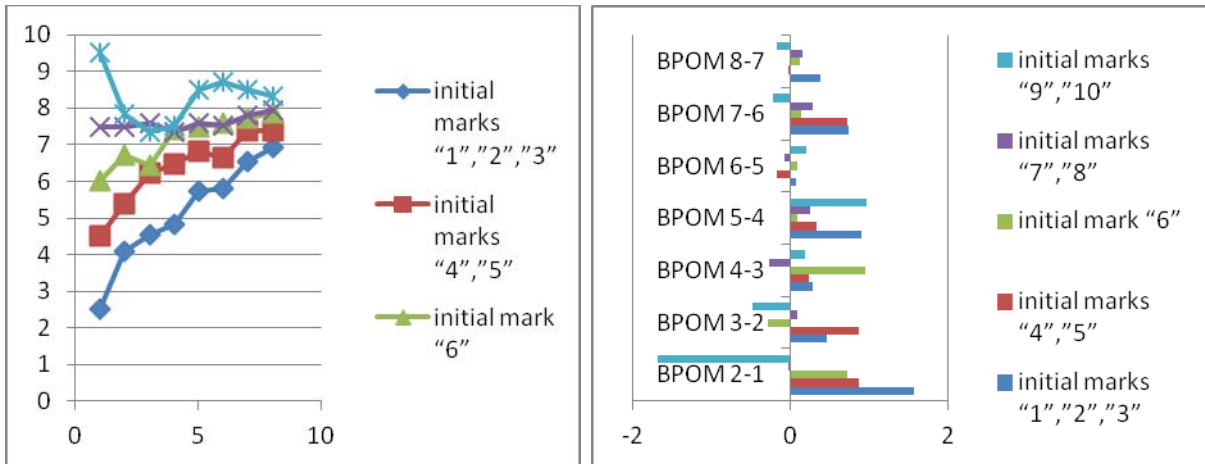 10
9
8
7
6
5
4
3
2
1
0
0
5
10
initial
marks
“1”,”2”,”3”
initial
marks
“4”,”5”
initial mark
“6”
BPOM 8-7
BPOM 7-6
BPOM 6-5
BPOM 5-4
BPOM 4-3
BPOM 3-2
BPOM 2-1
-2
0
2
initial marks
“9”,”10”
initial marks
“7”,”8”
initial mark “6”
initial marks
“4”,”5”
initial marks
“1”,”2”,”3”